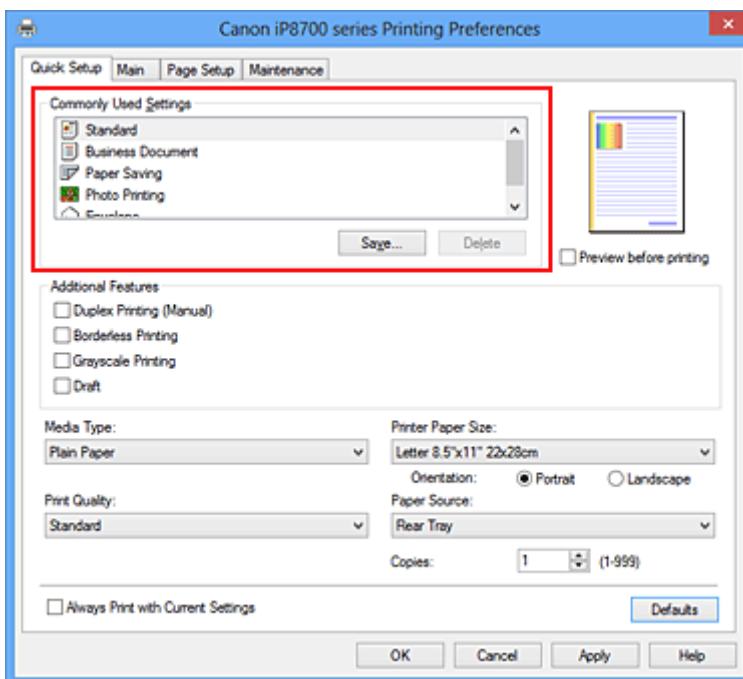 Canon iP8700 series Printing Preferences
Quick Setup Main Page Setup Maintenance
Commonly Used Settings
Standard
Business Document
Paper Saving
Photo Printing
Envelope
Save... Delete
Preview before printing
Additional Features
Duplex Printing (Manual)
Borderless Printing
Grayscale Printing
Draft
Media Type:
Plain Paper
Printer Paper Size:
Letter 8.5"x11" 22x28cm
Orientation: Portrait Landscape
Print Quality:
Standard
Paper Source:
Rear Tray
Copies: 1 (1-999)
Always Print with Current Settings
Defaults
OK Cancel Apply Help